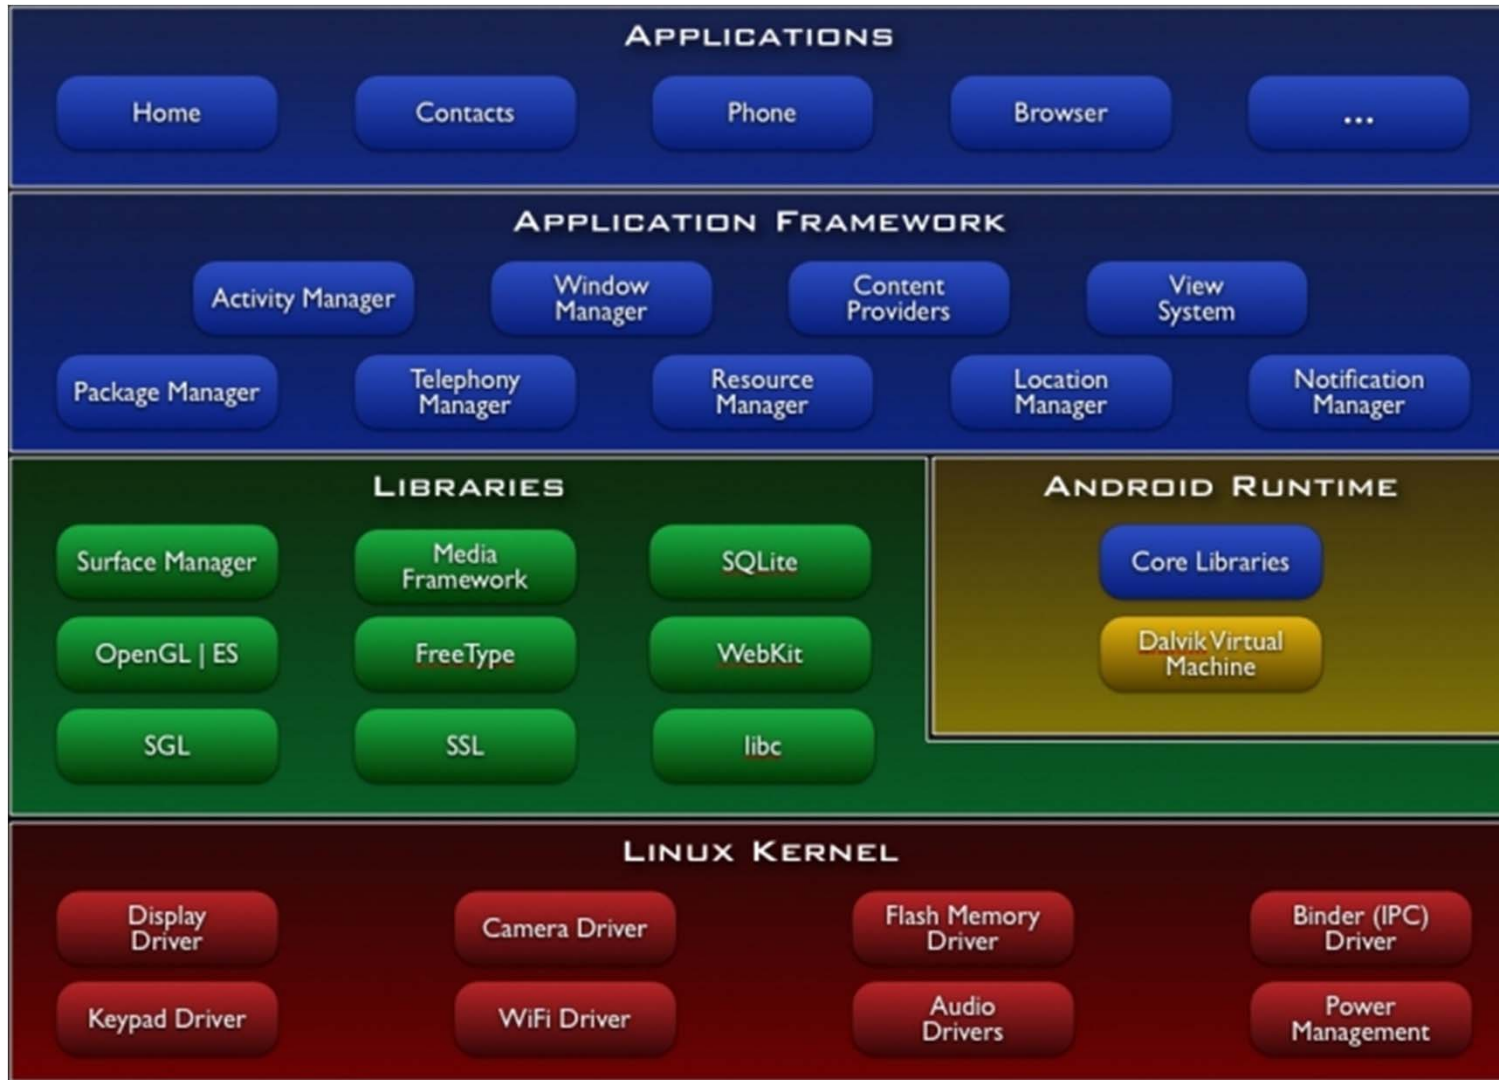 APPLICATIONS
Home
Contacts
Phone
Browser
...
APPLICATION FRAMEWORK
Activity Manager
Window
Manager
Content
Providers
View
System
Package Manager
Telephony
Manager
Resource
Manager
Location
Manager
Notification
Manager
LIBRARIES
Surface Manager
Media
Framework
SQLite
OpenGL | ES
FreeType
WebKit
SGL
SSL
libc
ANDROID RUNTIME
Core Libraries
Dalvik Virtual
Machine
LINUX KERNEL
Display
Driver
Camera Driver
Flash Memory
Driver
Binder (IPC)
Driver
Keypad Driver
WiFi Driver
Audio
Drivers
Power
Management